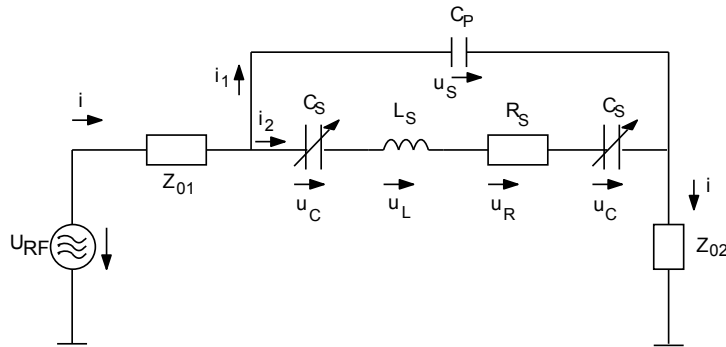 C_P
i_1
u_S
i
i_2
C_S
L_S
R_S
C_S
Z_01
u_C
u_L
u_R
u_C
i
U_RF
Z_02